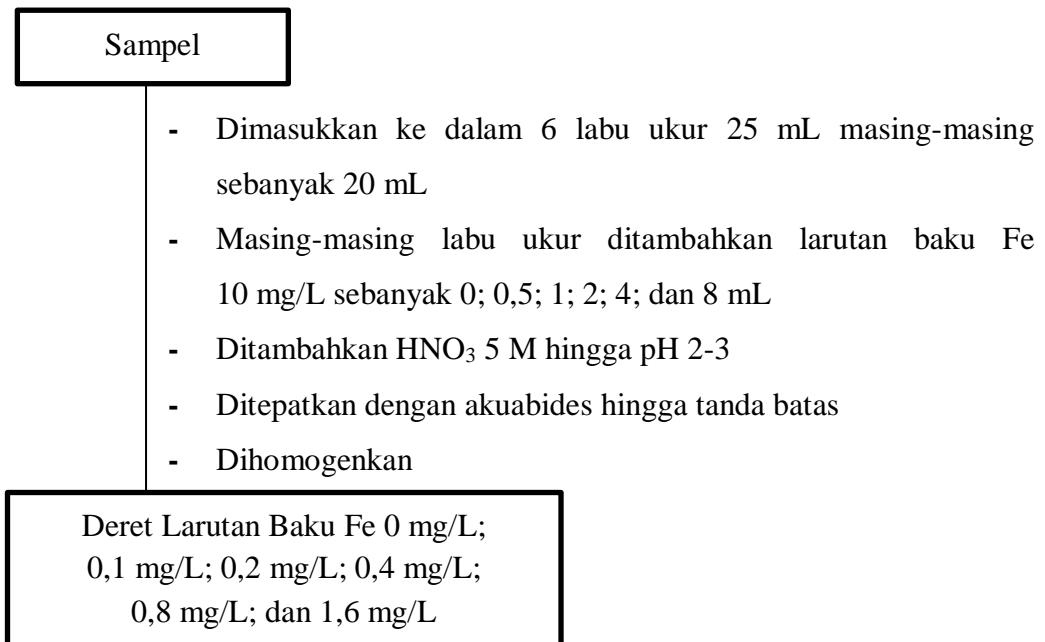 Sampel
- Dimasukkan ke dalam 6 labu ukur 25 mL masing-masing
sebanyak 20 mL
- Masing-masing labu ukur ditambahkan larutan baku Fe
10 mg/L sebanyak 0; 0,5; 1; 2; 4; dan 8 mL
- Ditambahkan HNO₃ 5 M hingga pH 2-3
- Ditepatkan dengan akuabides hingga tanda batas
- Dihomogenkan
Deret Larutan Baku Fe 0 mg/L;
0,1 mg/L; 0,2 mg/L; 0,4 mg/L;
0,8 mg/L; dan 1,6 mg/L